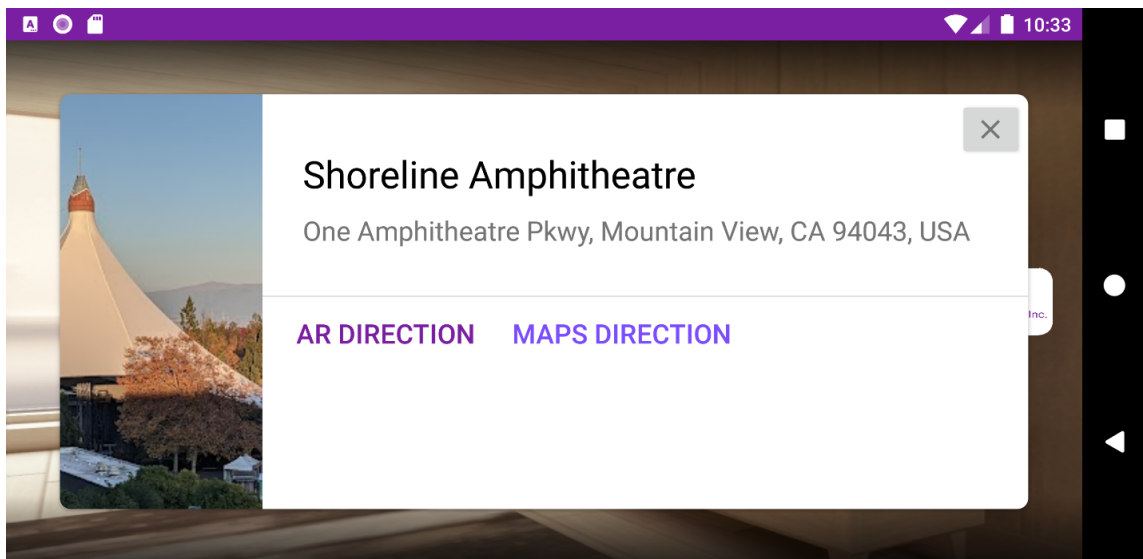 10:33
Shoreline Amphitheatre
One Amphitheatre Pkwy, Mountain View, CA 94043, USA
Inc.
AR DIRECTION MAPS DIRECTION